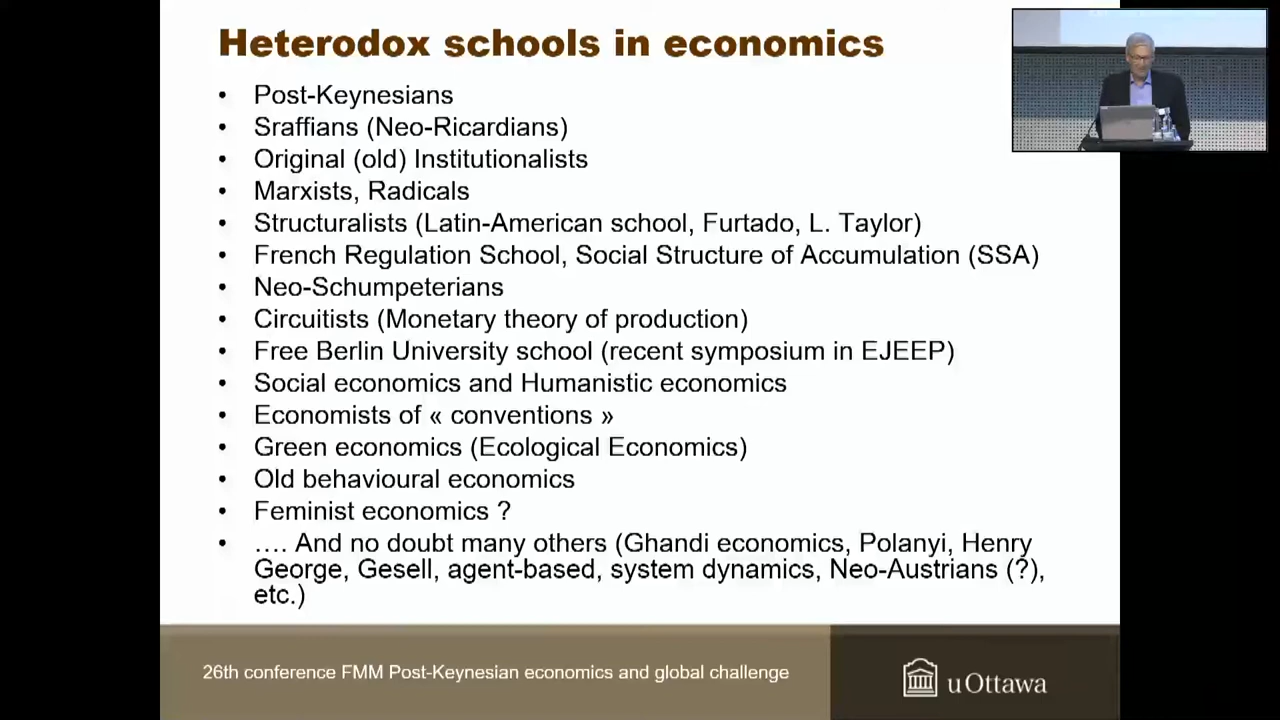 Heterodox schools in economics
• Post-Keynesians
• Sraffians (Neo-Ricardians)
• Original (old) Institutionalists
• Marxists, Radicals
• Structuralists (Latin-American school, Furtado, L. Taylor)
• French Regulation School, Social Structure of Accumulation (SSA)
• Neo-Schumpeterians
• Circuitists (Monetary theory of production)
• Free Berlin University school (recent symposium in EJEEP)
• Social economics and Humanistic economics
• Economists of « conventions »
• Green economics (Ecological Economics)
• Old behavioural economics
• Feminist economics ?
• …. And no doubt many others (Ghandi economics, Polanyi, Henry
George, Gesell, agent-based, system dynamics, Neo-Austrians (?),
etc.)
26th conference FMM Post-Keynesian economics and global challenge
uOttawa